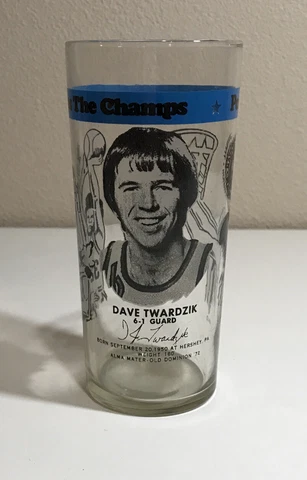 The Champs ★ P
DAVE TWARDZIK
6-1 GUARD
D Twardzik
BORN SEPTEMBER 20, 1950 AT HERSHEY, PA
WEIGHT 180
ALMA MATER-OLD DOMINION '72